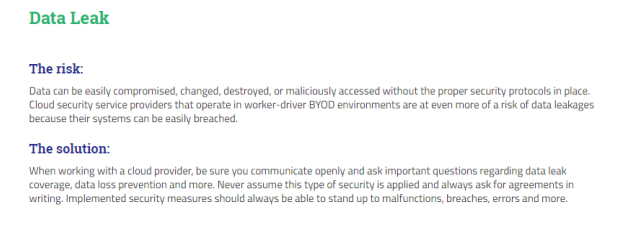 Data Leak
The risk:
Data can be easily compromised, changed, destroyed, or maliciously accessed without the proper security protocols in place.
Cloud security service providers that operate in worker-driver BYOD environments are at even more of a risk of data leakages
because their systems can be easily breached.
The solution:
When working with a cloud provider, be sure you communicate openly and ask important questions regarding data leak
coverage, data loss prevention and more. Never assume this type of security is applied and always ask for agreements in
writing. Implemented security measures should always be able to stand up to malfunctions, breaches, errors and more.